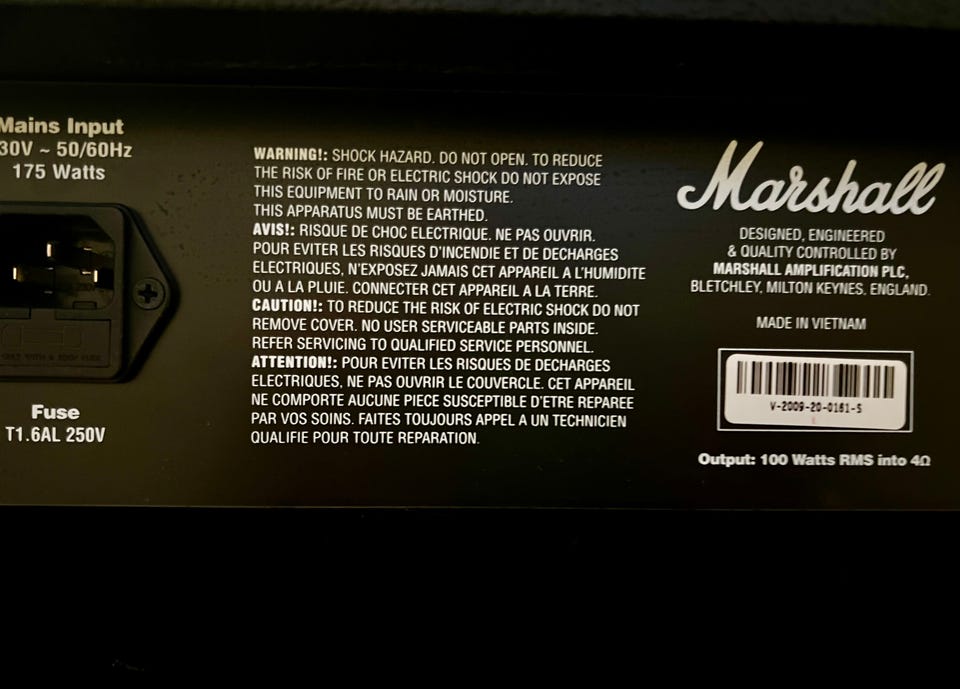 Mains Input
30V ~ 50/60Hz
175 Watts
Fuse
T1.6AL 250V
WARNING!: SHOCK HAZARD. DO NOT OPEN. TO REDUCE
THE RISK OF FIRE OR ELECTRIC SHOCK DO NOT EXPOSE
THIS EQUIPMENT TO RAIN OR MOISTURE.
THIS APPARATUS MUST BE EARTHED.
AVIS!: RISQUE DE CHOC ELECTRIQUE. NE PAS OUVRIR.
POUR EVITER LES RISQUES D'INCENDIE ET DE DECHARGES
ELECTRIQUES, N'EXPOSEZ JAMAIS CET APPAREIL A L'HUMIDITE
OU A LA PLUIE. CONNECTER CET APPAREIL A LA TERRE.
CAUTION!: TO REDUCE THE RISK OF ELECTRIC SHOCK DO NOT
REMOVE COVER. NO USER SERVICEABLE PARTS INSIDE.
REFER SERVICING TO QUALIFIED SERVICE PERSONNEL.
ATTENTION!: POUR EVITER LES RISQUES DE DECHARGES
ELECTRIQUES, NE PAS OUVRIR LE COUVERCLE. CET APPAREIL
NE COMPORTE AUCUNE PIECE SUSCEPTIBLE D'ETRE REPAREE
PAR VOS SOINS. FAITES TOUJOURS APPEL A UN TECHNICIEN
QUALIFIE POUR TOUTE REPARATION.
Marshall
DESIGNED, ENGINEERED
& QUALITY CONTROLLED BY
MARSHALL AMPLIFICATION PLC,
BLETCHLEY, MILTON KEYNES. ENGLAND.
MADE IN VIETNAM
V-2009-20-0181-S
Output: 100 Watts RMS into 4Ω